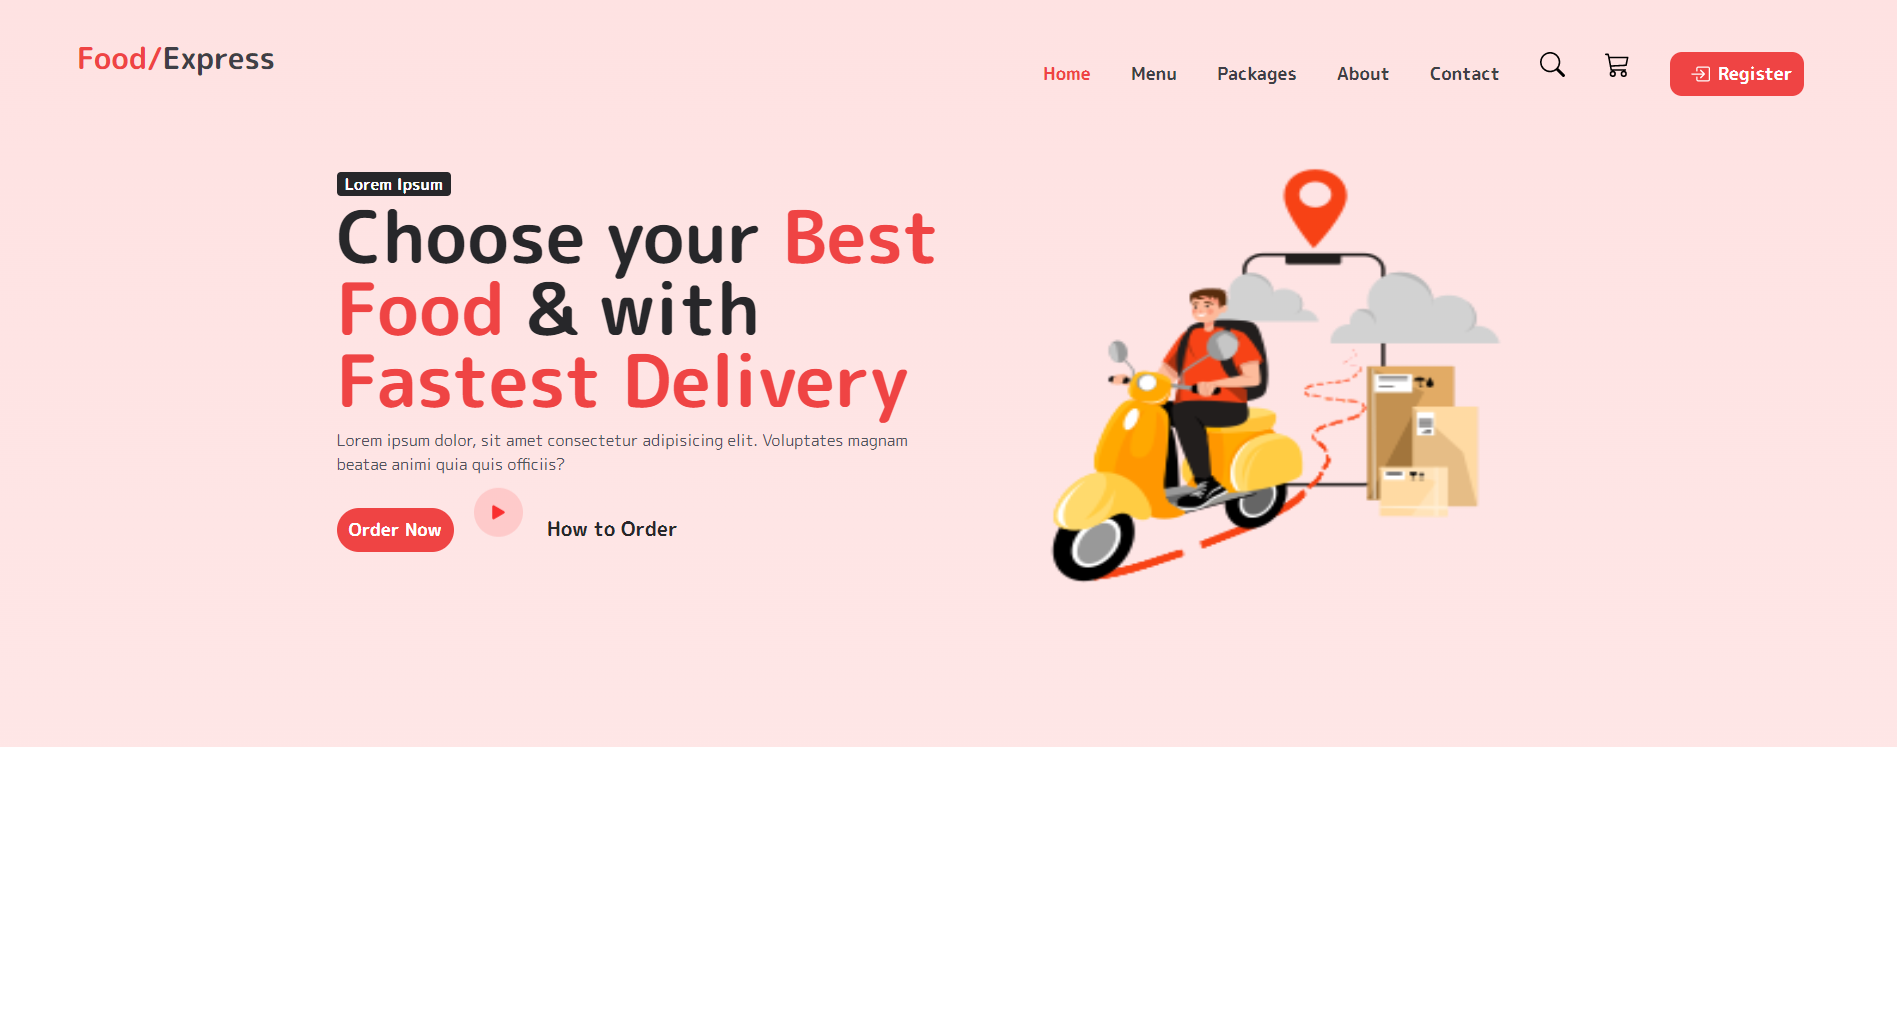 Food/Express
Home Menu Packages About Contact Register
Lorem Ipsum
Choose your Best
Food & with
Fastest Delivery
Lorem ipsum dolor, sit amet consectetur adipisicing elit. Voluptates magnam
beatae animi quia quis officiis?
Order Now How to Order